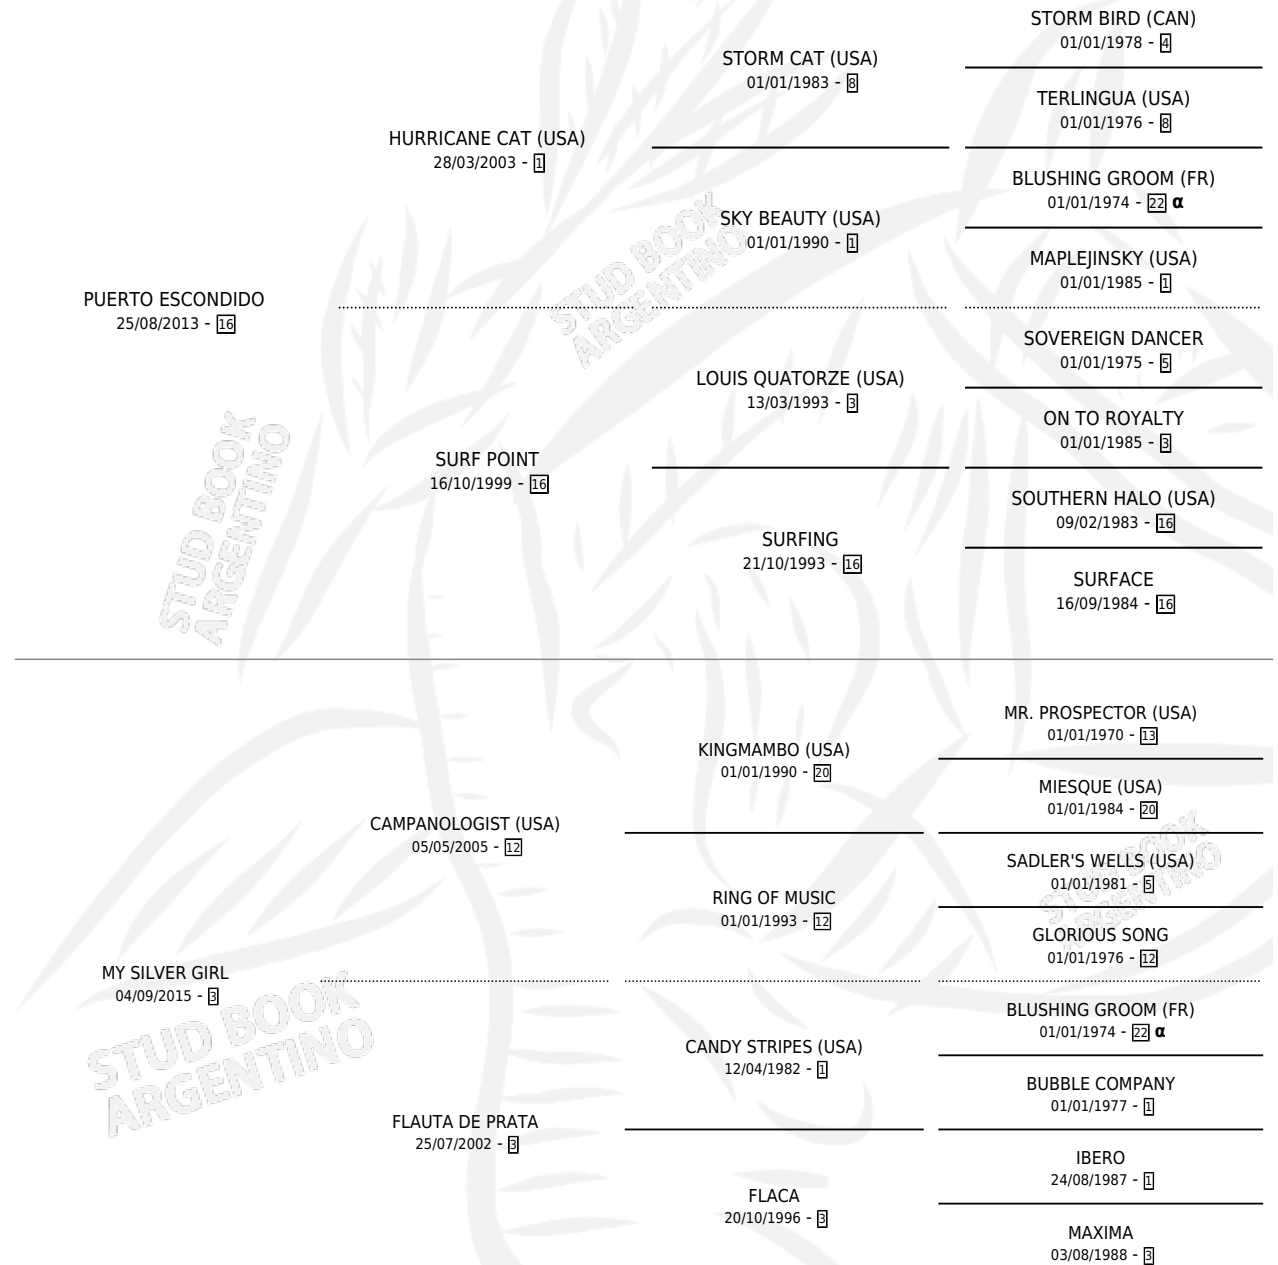 STORM BIRD (CAN)
01/01/1978 - 4
STORM CAT (USA)
01/01/1983 - 8
TERLINGUA (USA)
01/01/1976 - 8
HURRICANE CAT (USA)
28/03/2003 - 1
BLUSHING GROOM (FR)
01/01/1974 - 22 α
SKY BEAUTY (USA)
01/01/1990 - 1
MAPLEJINSKY (USA)
01/01/1985 - 1
STUD BOOK
ARGENTINO
PUERTO ESCONDIDO
25/08/2013 - 16
SOVEREIGN DANCER
01/01/1975 - 5
LOUIS QUATORZE (USA)
13/03/1993 - 3
ON TO ROYALTY
01/01/1985 - 3
SURF POINT
16/10/1999 - 16
SOUTHERN HALO (USA)
09/02/1983 - 16
SURFING
21/10/1993 - 16
SURFACE
16/09/1984 - 16
STUD BOOK
ARGENTINO
MR. PROSPECTOR (USA)
01/01/1970 - 13
KINGMAMBO (USA)
01/01/1990 - 20
MIESQUE (USA)
01/01/1984 - 20
CAMPANOLOGIST (USA)
05/05/2005 - 12
SADLER'S WELLS (USA)
01/01/1981 - 5
RING OF MUSIC
01/01/1993 - 12
GLORIOUS SONG
01/01/1976 - 12
STUD BOOK
ARGENTINO
MY SILVER GIRL
04/09/2015 - 3
BLUSHING GROOM (FR)
01/01/1974 - 22 α
CANDY STRIPES (USA)
12/04/1982 - 1
BUBBLE COMPANY
01/01/1977 - 1
STUD BOOK
ARGENTINO
FLAUTA DE PRATA
25/07/2002 - 3
IBERO
24/08/1987 - 1
FLACA
20/10/1996 - 3
MAXIMA
03/08/1988 - 3